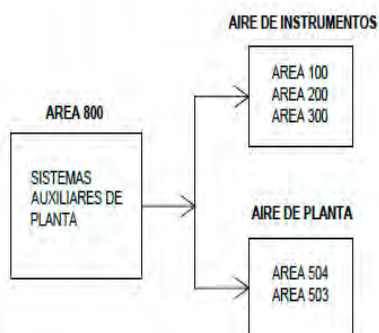 AIRE DE INSTRUMENTOS
AREA 100
AREA 200
AREA 300
AREA 800
SISTEMAS
AUXILIARES DE
PLANTA
AIRE DE PLANTA
AREA 504
AREA 503